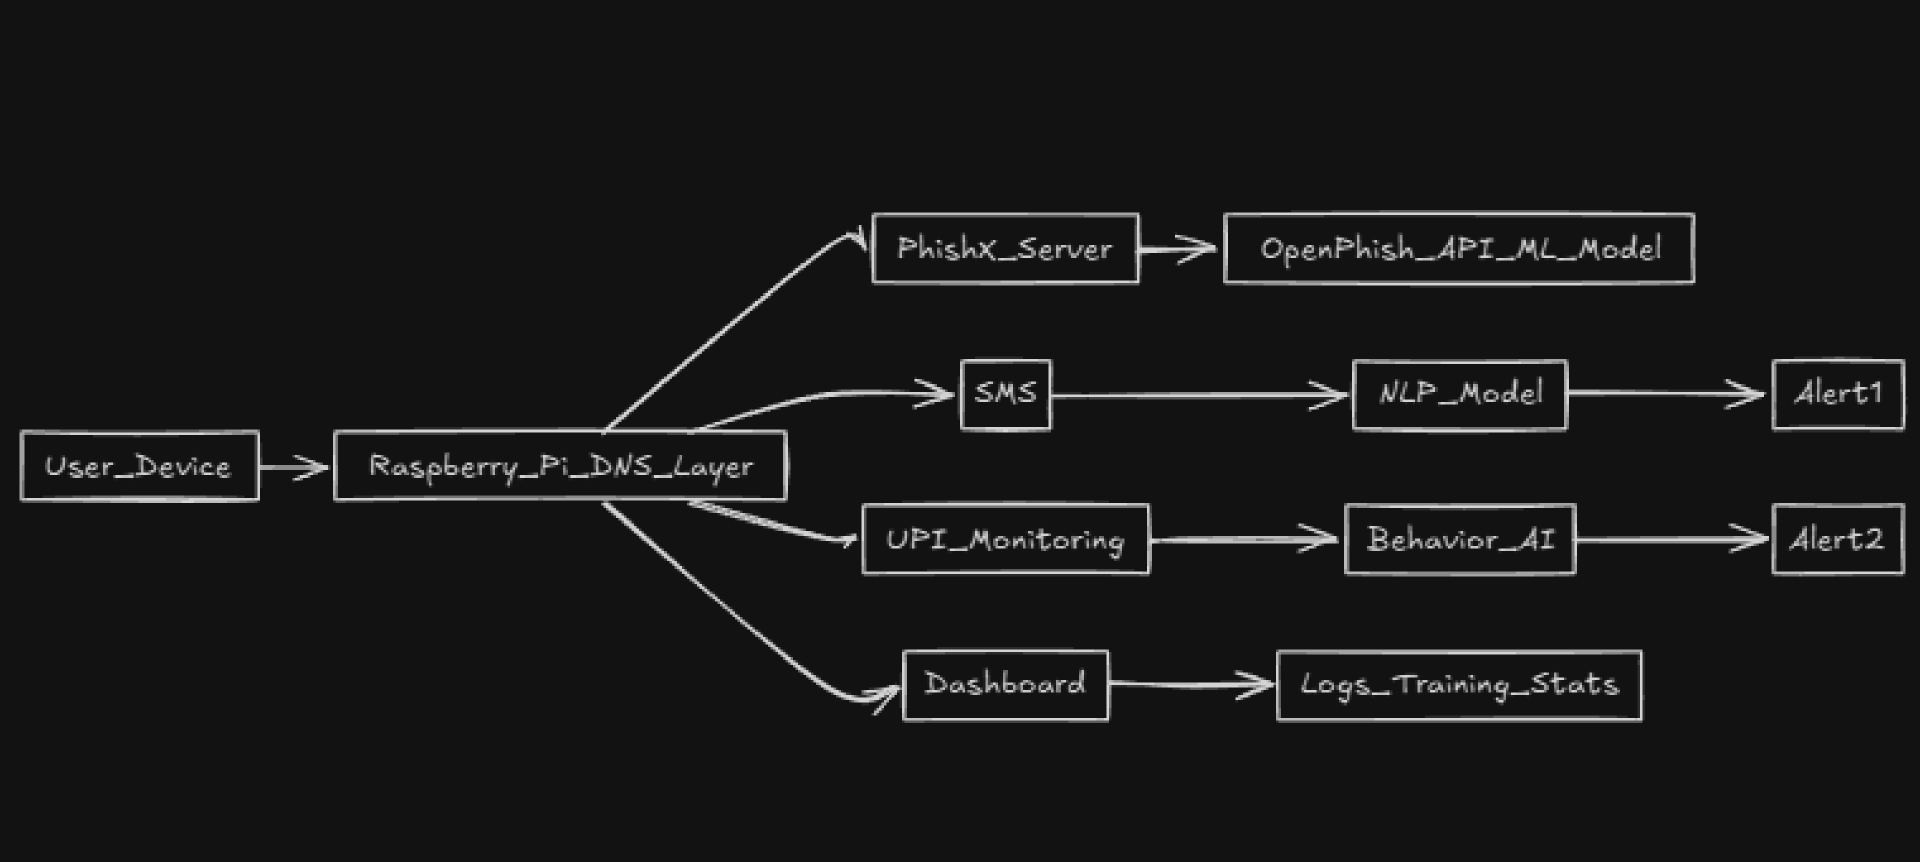 PhishX_Server
OpenPhish_API_ML_Model
SMS
NLP_Model
Alert1
User_Device
Raspberry_Pi_DNS_Layer
UPI_Monitoring
Behavior_AI
Alert2
Dashboard
Logs_Training_Stats